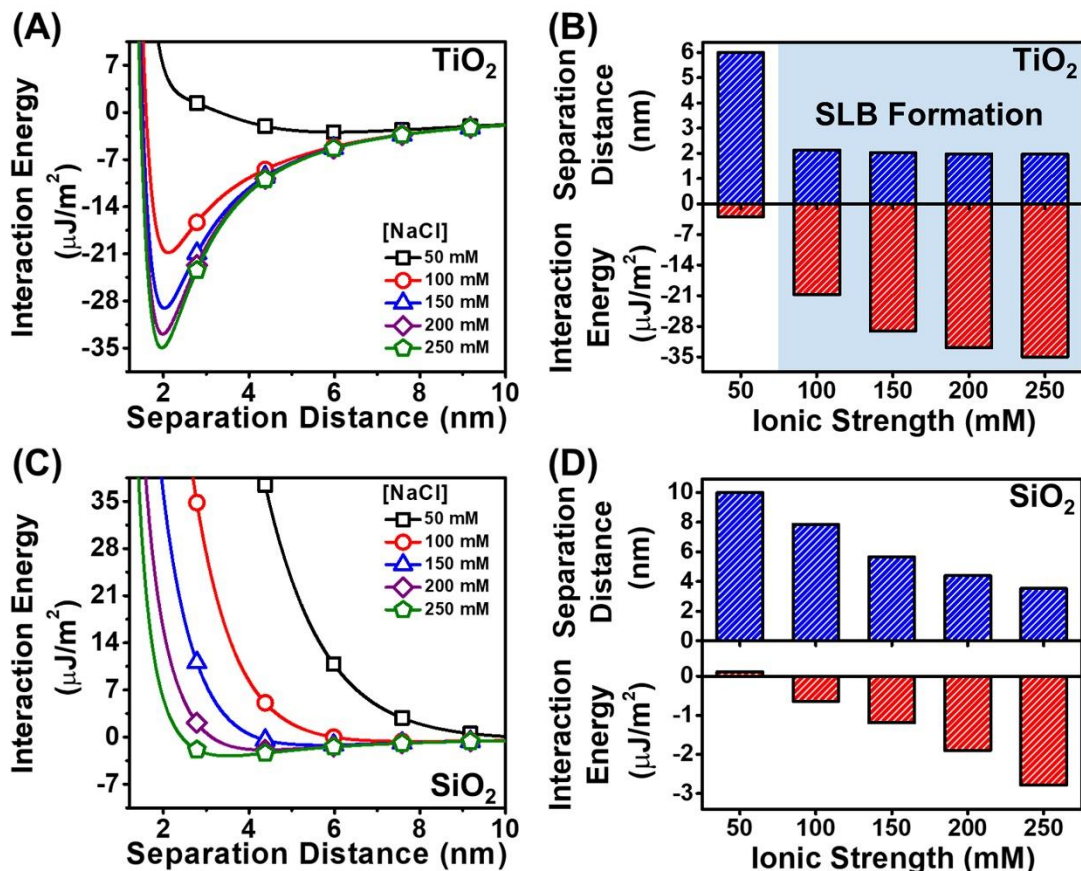 (A)
TiO2
Interaction Energy
(μJ/m2)
7
0
-7
-14
-21
-28
-35
[NaCl]
50 mM
100 mM
150 mM
200 mM
250 mM
2
4
6
8
10
Separation Distance (nm)
(B)
TiO2
SLB Formation
Separation
Distance
(nm)
6
5
4
3
2
1
0
Interaction
Energy
(μJ/m2)
-7
-14
-21
-28
-35
50
100
150
200
250
Ionic Strength (mM)
(C)
Interaction Energy
(μJ/m2)
35
28
21
14
7
0
-7
[NaCl]
50 mM
100 mM
150 mM
200 mM
250 mM
SiO2
2
4
6
8
10
Separation Distance (nm)
(D)
SiO2
Separation
Distance
(nm)
10
8
6
4
2
0
Interaction
Energy
(μJ/m2)
0
-1
-2
-3
50
100
150
200
250
Ionic Strength (mM)